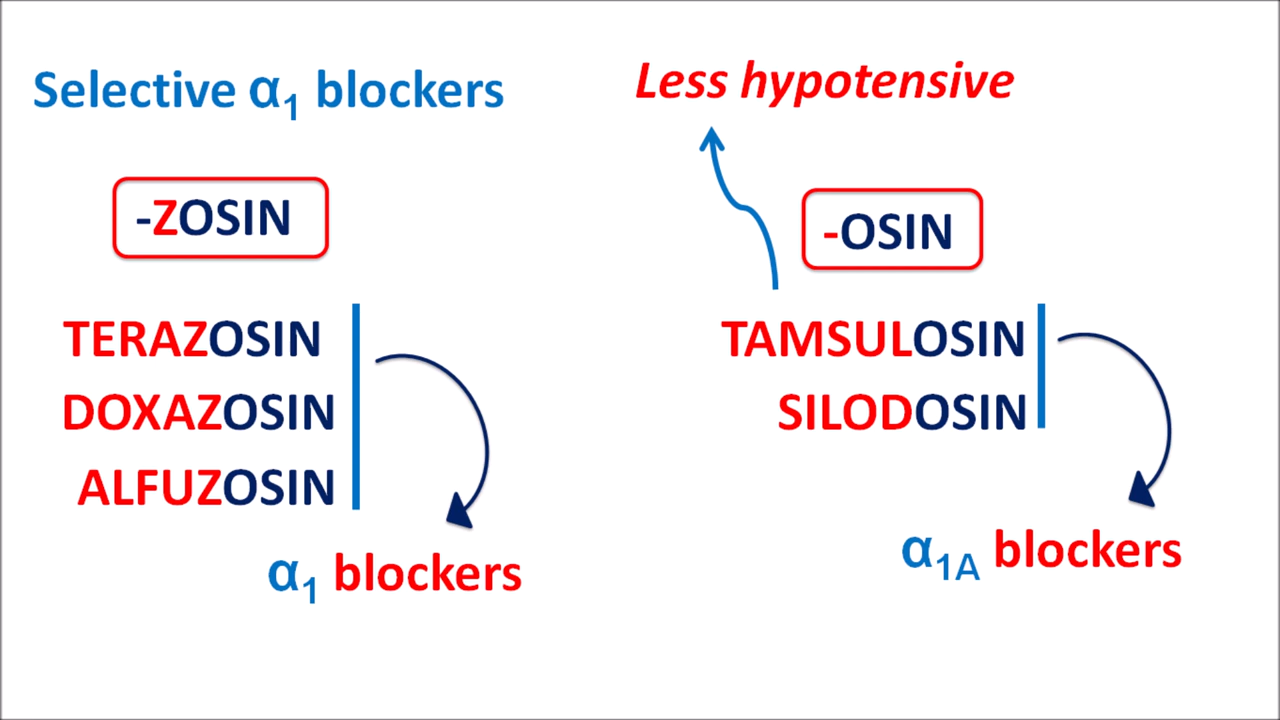 Selective α₁ blockers
-ZOSIN
TERAZOSIN
DOXAZOSIN
ALFUZOSIN
α₁ blockers
Less hypotensive
-OSIN
TAMSULOSIN
SILODOSIN
α1A blockers